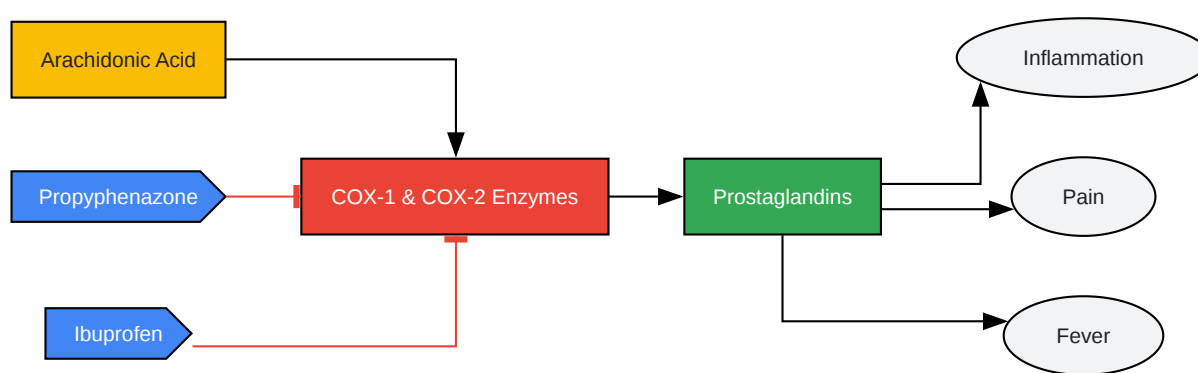 Arachidonic Acid
Inflammation
Propyphenazone
COX-1 & COX-2 Enzymes
Prostaglandins
Pain
Ibuprofen
Fever